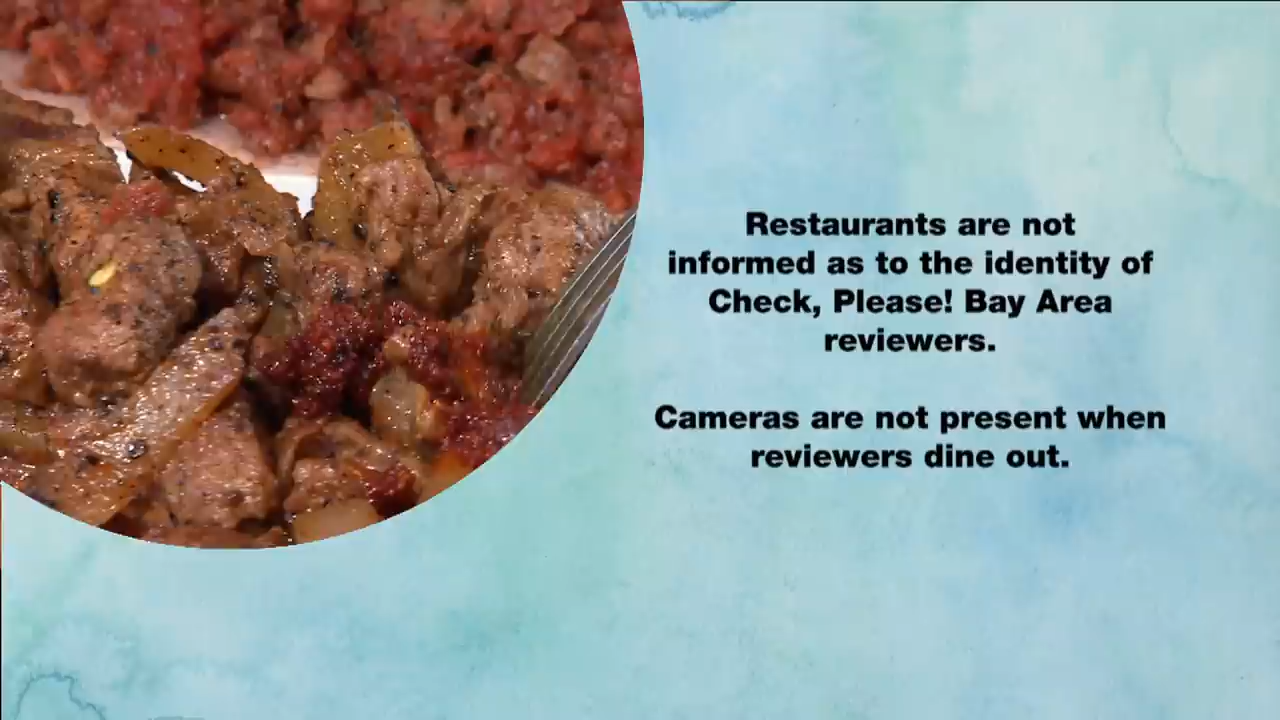 Restaurants are not
informed as to the identity of
Check, Please! Bay Area
reviewers.
Cameras are not present when
reviewers dine out.